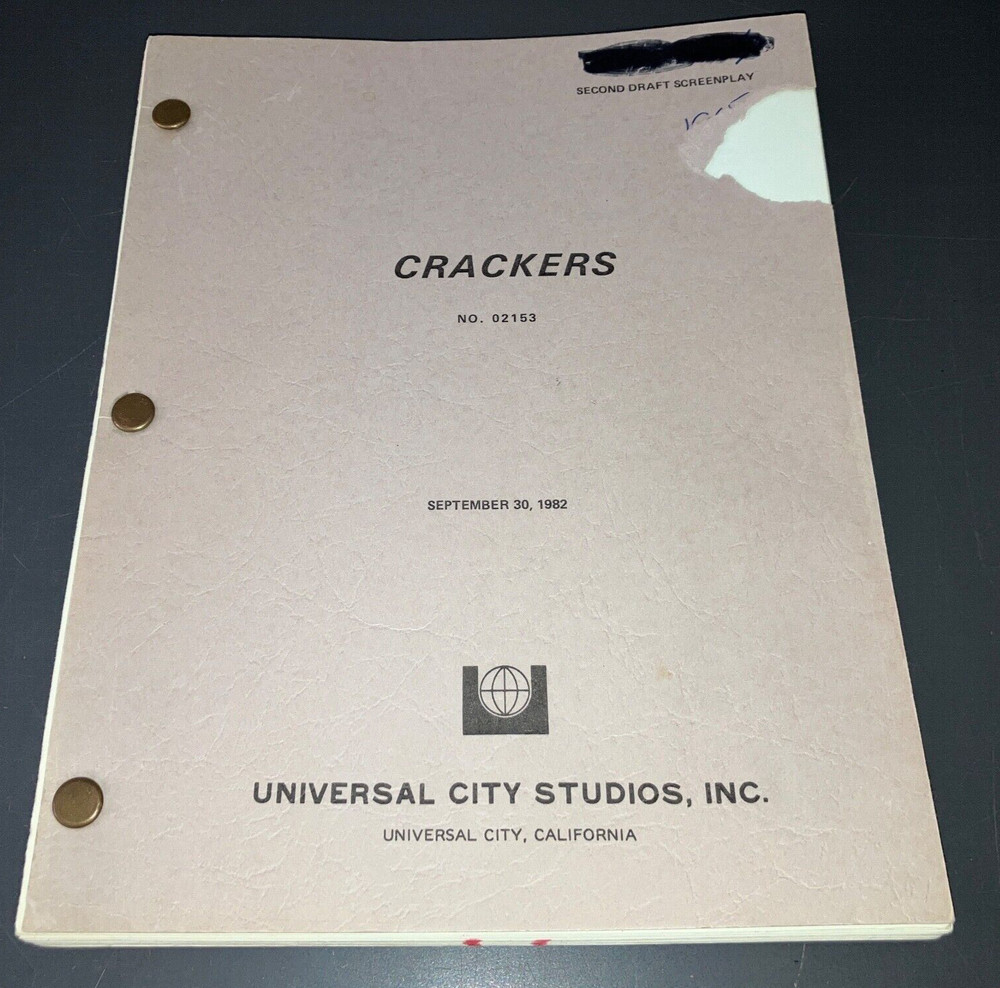 SECOND DRAFT SCREENPLAY
CRACKERS
NO. 02153
SEPTEMBER 30, 1982
UNIVERSAL CITY STUDIOS, INC.
UNIVERSAL CITY, CALIFORNIA